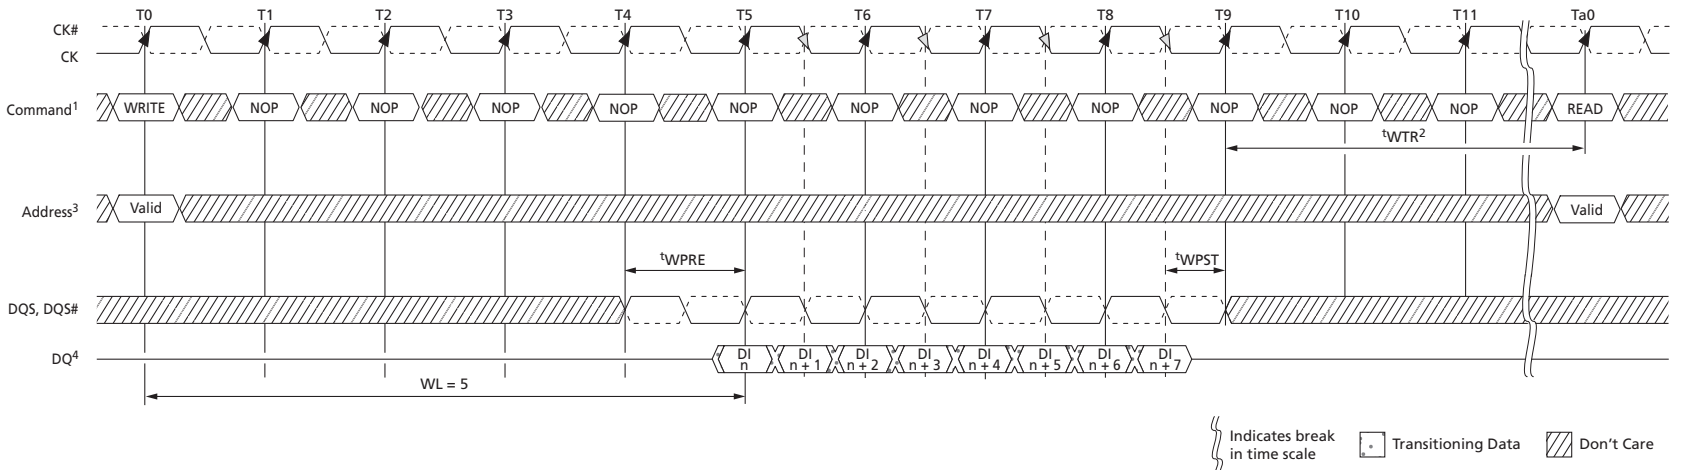 T0 T1 T2 T3 T4 T5 T6 T7 T8 T9 T10 T11 Ta0
CK#
CK
Command1 WRITE NOP NOP NOP NOP NOP NOP NOP NOP NOP NOP NOP READ
tWTR2
Address3 Valid Valid
tWPRE tWPST
DQS, DQS#
DQ4 DI n DI n + 1 DI n + 2 DI n + 3 DI n + 4 DI n + 5 DI n + 6 DI n + 7
WL = 5
Indicates break
in time scale
Transitioning Data
Don't Care